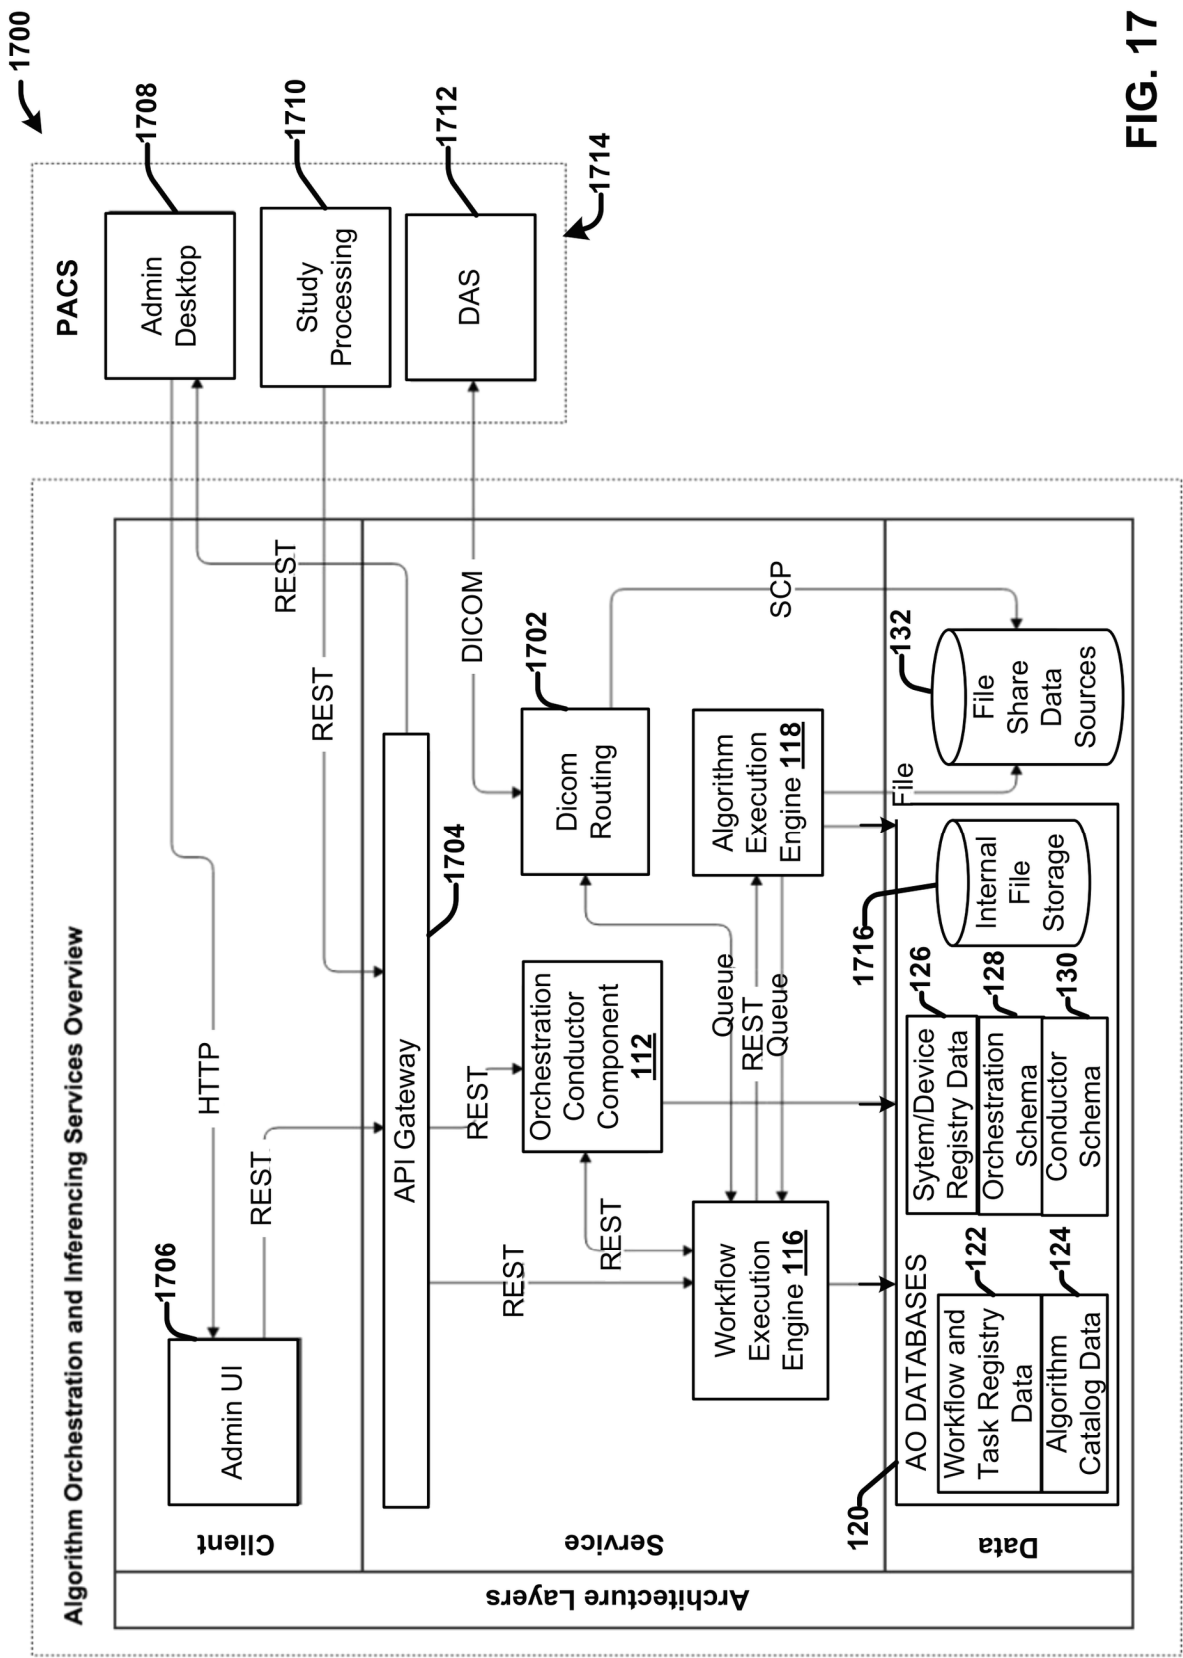 1700
Algorithm Orchestration and Inferencing Services Overview
PACS
Architecture Layers
Client
1706
Admin UI
HTTP
REST
REST
REST
1708
Admin
Desktop
1710
Study
Processing
1712
DAS
1714
Service
API Gateway
1704
REST
REST
DICOM
1702
Dicom
Routing
Orchestration
Conductor
Component
112
REST
Workflow
Execution
Engine 116
Queue
REST
Queue
Algorithm
Execution
Engine 118
SCP
File
Data
120
AO DATABASES
122
Workflow and
Task Registry
Data
124
Algorithm
Catalog Data
126
Sytem/Device
Registry Data
128
Orchestration
Schema
130
Conductor
Schema
1716
Internal
File
Storage
132
File
Share
Data
Sources
FIG. 17